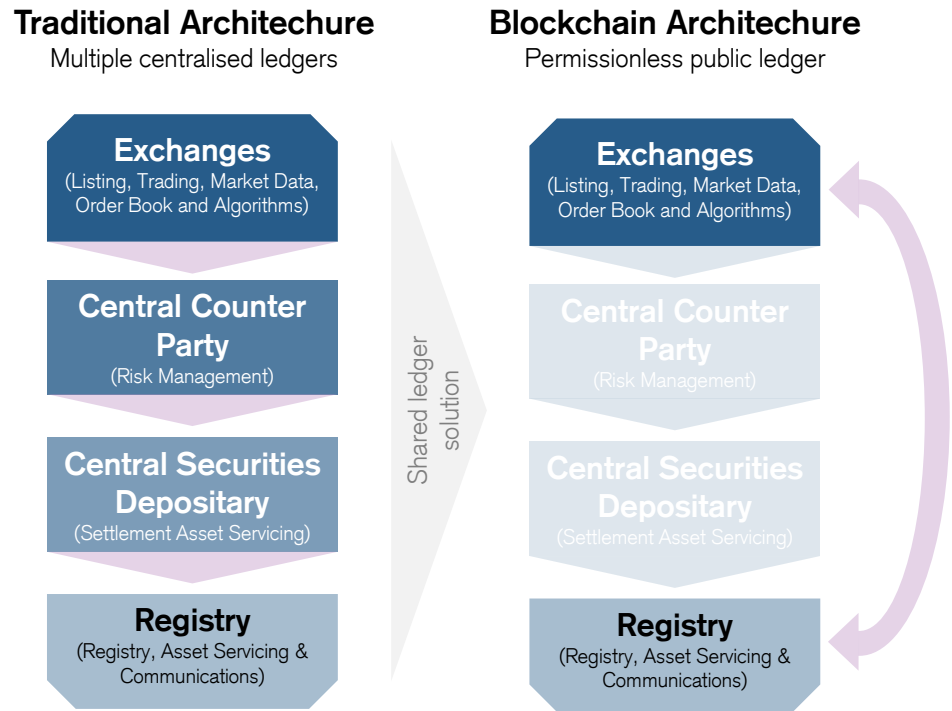 Traditional Architechure
Multiple centralised ledgers
Exchanges
(Listing, Trading, Market Data,
Order Book and Algorithms)
Central Counter
Party
(Risk Management)
Central Securities
Depositary
(Settlement Asset Servicing)
Registry
(Registry, Asset Servicing &
Communications)
Shared ledger
solution
Blockchain Architecure
Permissionless public ledger
Exchanges
(Listing, Trading, Market Data,
Order Book and Algorithms)
Central Counter
Party
(Risk Management)
Central Securities
Depositary
(Settlement Asset Servicing)
Registry
(Registry, Asset Servicing &
Communications)